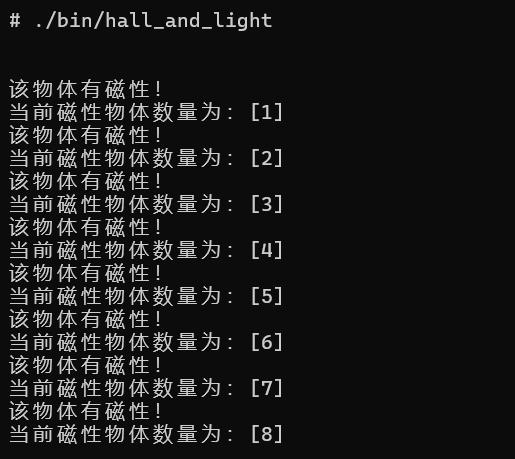 # ./bin/hall_and_light
该物体有磁性!
当前磁性物体数量为: [1]
该物体有磁性!
当前磁性物体数量为: [2]
该物体有磁性!
当前磁性物体数量为: [3]
该物体有磁性!
当前磁性物体数量为: [4]
该物体有磁性!
当前磁性物体数量为: [5]
该物体有磁性!
当前磁性物体数量为: [6]
该物体有磁性!
当前磁性物体数量为: [7]
该物体有磁性!
当前磁性物体数量为: [8]